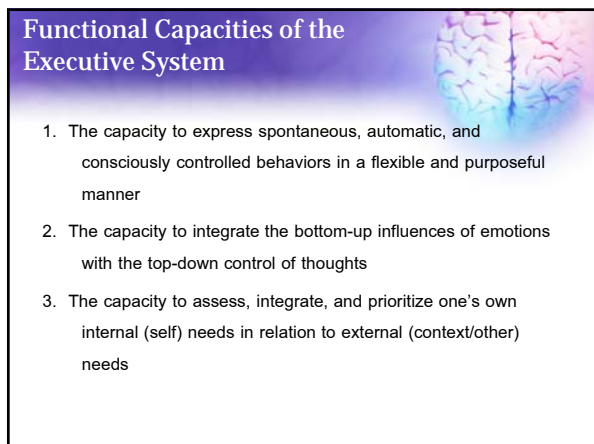 Functional Capacities of the
Executive System
1. The capacity to express spontaneous, automatic, and
consciously controlled behaviors in a flexible and purposeful
manner
2. The capacity to integrate the bottom-up influences of emotions
with the top-down control of thoughts
3. The capacity to assess, integrate, and prioritize one’s own
internal (self) needs in relation to external (context/other)
needs